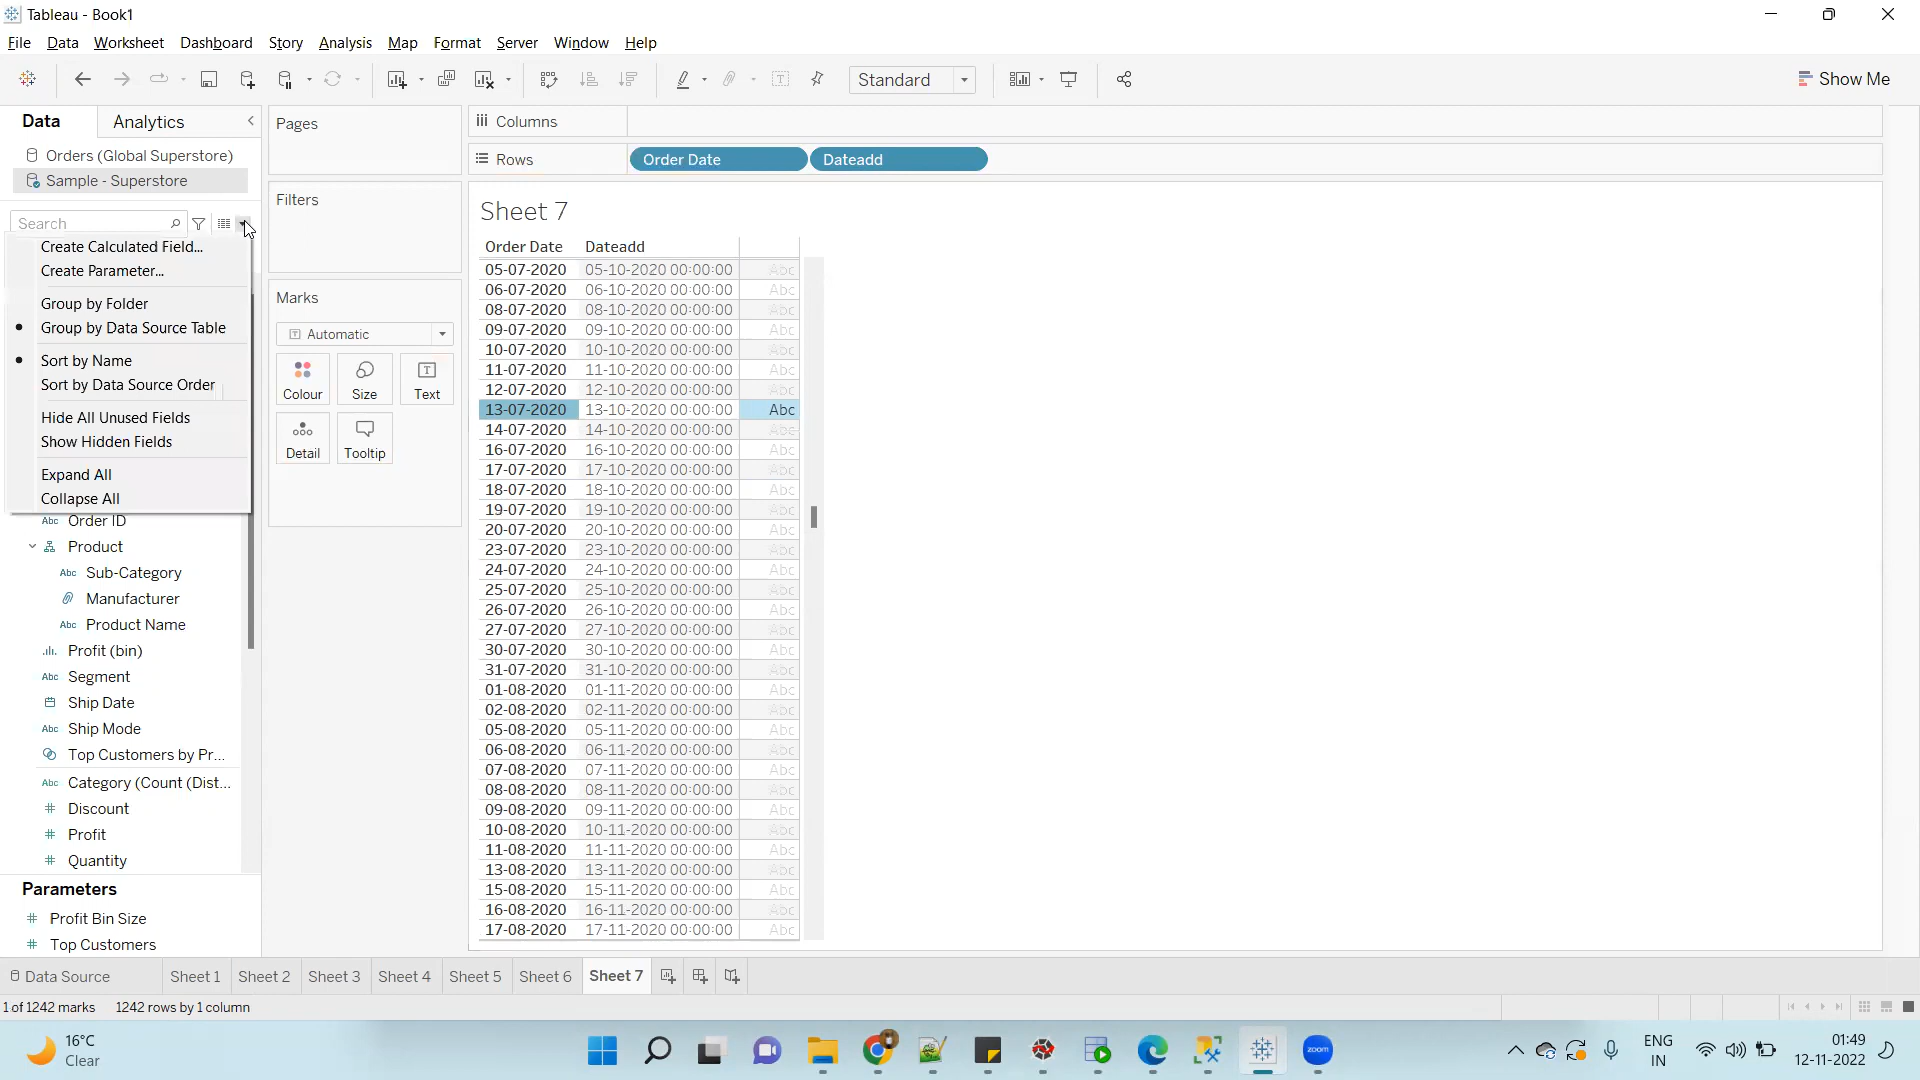 Tableau - Book1
File Data Worksheet Dashboard Story Analysis Map Format Server Window Help
Standard
Show Me
Data Analytics
Orders (Global Superstore)
Sample - Superstore
Search
Create Calculated Field...
Create Parameter...
Group by Folder
Group by Data Source Table
Sort by Name
Sort by Data Source Order
Hide All Unused Fields
Show Hidden Fields
Expand All
Collapse All
Abc Order ID
Product
Abc Sub-Category
Manufacturer
Abc Product Name
Profit (bin)
Abc Segment
Ship Date
Abc Ship Mode
Top Customers by Pr...
Abc Category (Count (Dist...
# Discount
# Profit
# Quantity
Parameters
# Profit Bin Size
# Top Customers
Pages
Filters
Marks
Automatic
Colour Size Text
Detail Tooltip
Columns
Rows Order Date Dateadd
Sheet 7
Order Date Dateadd
05-07-2020 05-10-2020 00:00:00 Abc
06-07-2020 06-10-2020 00:00:00 Abc
08-07-2020 08-10-2020 00:00:00 Abc
09-07-2020 09-10-2020 00:00:00 Abc
10-07-2020 10-10-2020 00:00:00 Abc
11-07-2020 11-10-2020 00:00:00 Abc
12-07-2020 12-10-2020 00:00:00 Abc
13-07-2020 13-10-2020 00:00:00 Abc
14-07-2020 14-10-2020 00:00:00 Abc
16-07-2020 16-10-2020 00:00:00 Abc
17-07-2020 17-10-2020 00:00:00 Abc
18-07-2020 18-10-2020 00:00:00 Abc
19-07-2020 19-10-2020 00:00:00 Abc
20-07-2020 20-10-2020 00:00:00 Abc
23-07-2020 23-10-2020 00:00:00 Abc
24-07-2020 24-10-2020 00:00:00 Abc
25-07-2020 25-10-2020 00:00:00 Abc
26-07-2020 26-10-2020 00:00:00 Abc
27-07-2020 27-10-2020 00:00:00 Abc
30-07-2020 30-10-2020 00:00:00 Abc
31-07-2020 31-10-2020 00:00:00 Abc
01-08-2020 01-11-2020 00:00:00 Abc
02-08-2020 02-11-2020 00:00:00 Abc
05-08-2020 05-11-2020 00:00:00 Abc
06-08-2020 06-11-2020 00:00:00 Abc
07-08-2020 07-11-2020 00:00:00 Abc
08-08-2020 08-11-2020 00:00:00 Abc
09-08-2020 09-11-2020 00:00:00 Abc
10-08-2020 10-11-2020 00:00:00 Abc
11-08-2020 11-11-2020 00:00:00 Abc
13-08-2020 13-11-2020 00:00:00 Abc
15-08-2020 15-11-2020 00:00:00 Abc
16-08-2020 16-11-2020 00:00:00 Abc
17-08-2020 17-11-2020 00:00:00 Abc
Data Source Sheet 1 Sheet 2 Sheet 3 Sheet 4 Sheet 5 Sheet 6 Sheet 7
1 of 1242 marks 1242 rows by 1 column
16°C
Clear
zoom
ENG
IN
01:49
12-11-2022